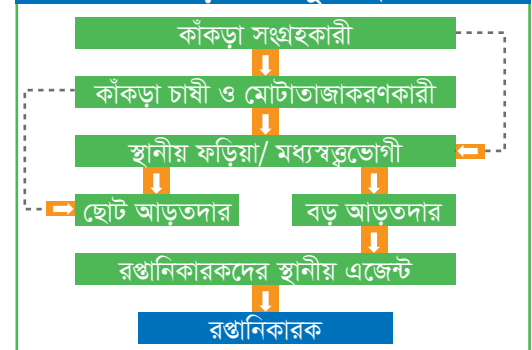 কাঁকড়া সংগ্রহকারী
কাঁকড়া চাষী ও মোটাতাজাকরণকারী
স্থানীয় ফড়িয়া/ মধ্যস্বত্ত্বভোগী
ছোট আড়তদার
বড় আড়তদার
রপ্তানিকারকদের স্থানীয় এজেন্ট
রপ্তানিকারক